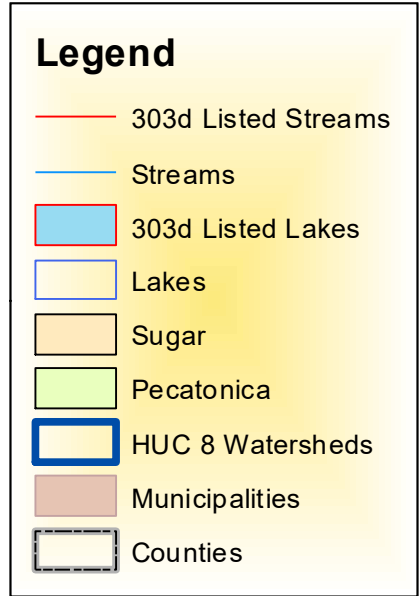 Legend
303d Listed Streams
Streams
303d Listed Lakes
Lakes
Sugar
Pecatonica
HUC 8 Watersheds
Municipalities
Counties